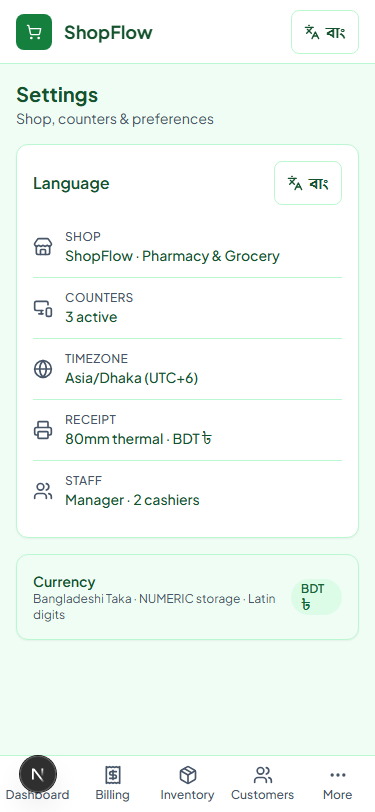 ShopFlow
বাং
Settings
Shop, counters & preferences
Language
বাং
SHOP
ShopFlow · Pharmacy & Grocery
COUNTERS
3 active
TIMEZONE
Asia/Dhaka (UTC+6)
RECEIPT
80mm thermal · BDT ৳
STAFF
Manager · 2 cashiers
Currency
Bangladeshi Taka · NUMERIC storage · Latin
digits
BDT
৳
N
Dashboard
Billing
Inventory
Customers
More